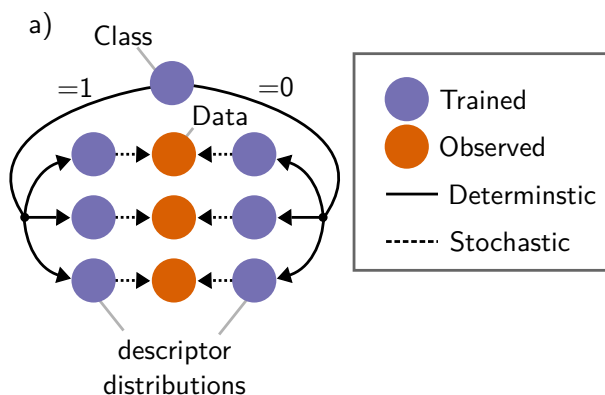 a)
Class
=1
=0
Data
Trained
Observed
Determinstic
Stochastic
descriptor
distributions